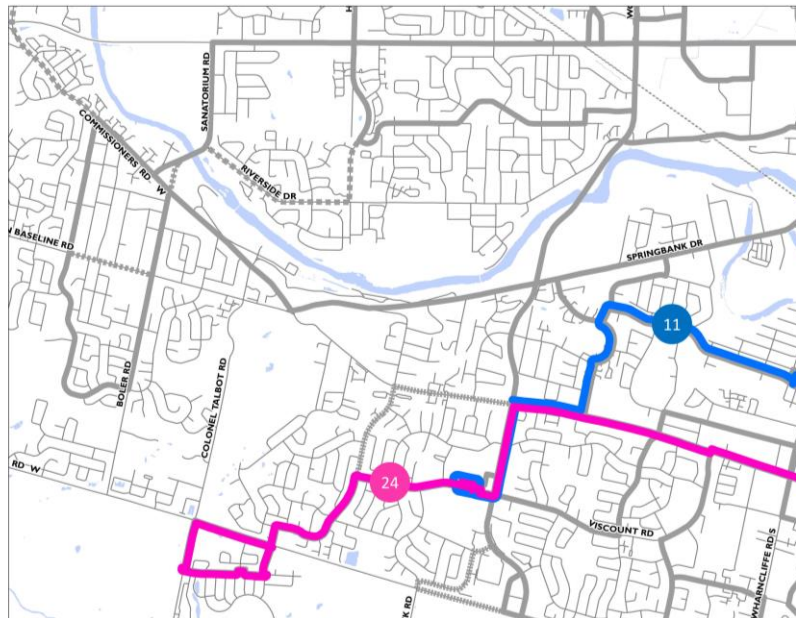 SANATORIUM RD
COMMISSIONERS RD W
RIVERSIDE DR
N BASELINE RD
SPRINGBANK DR
11
BOLER RD
COLONEL TALBOT RD
RD W
24
VISCOUNT RD
WHARNCLIFFE RD S
K RD